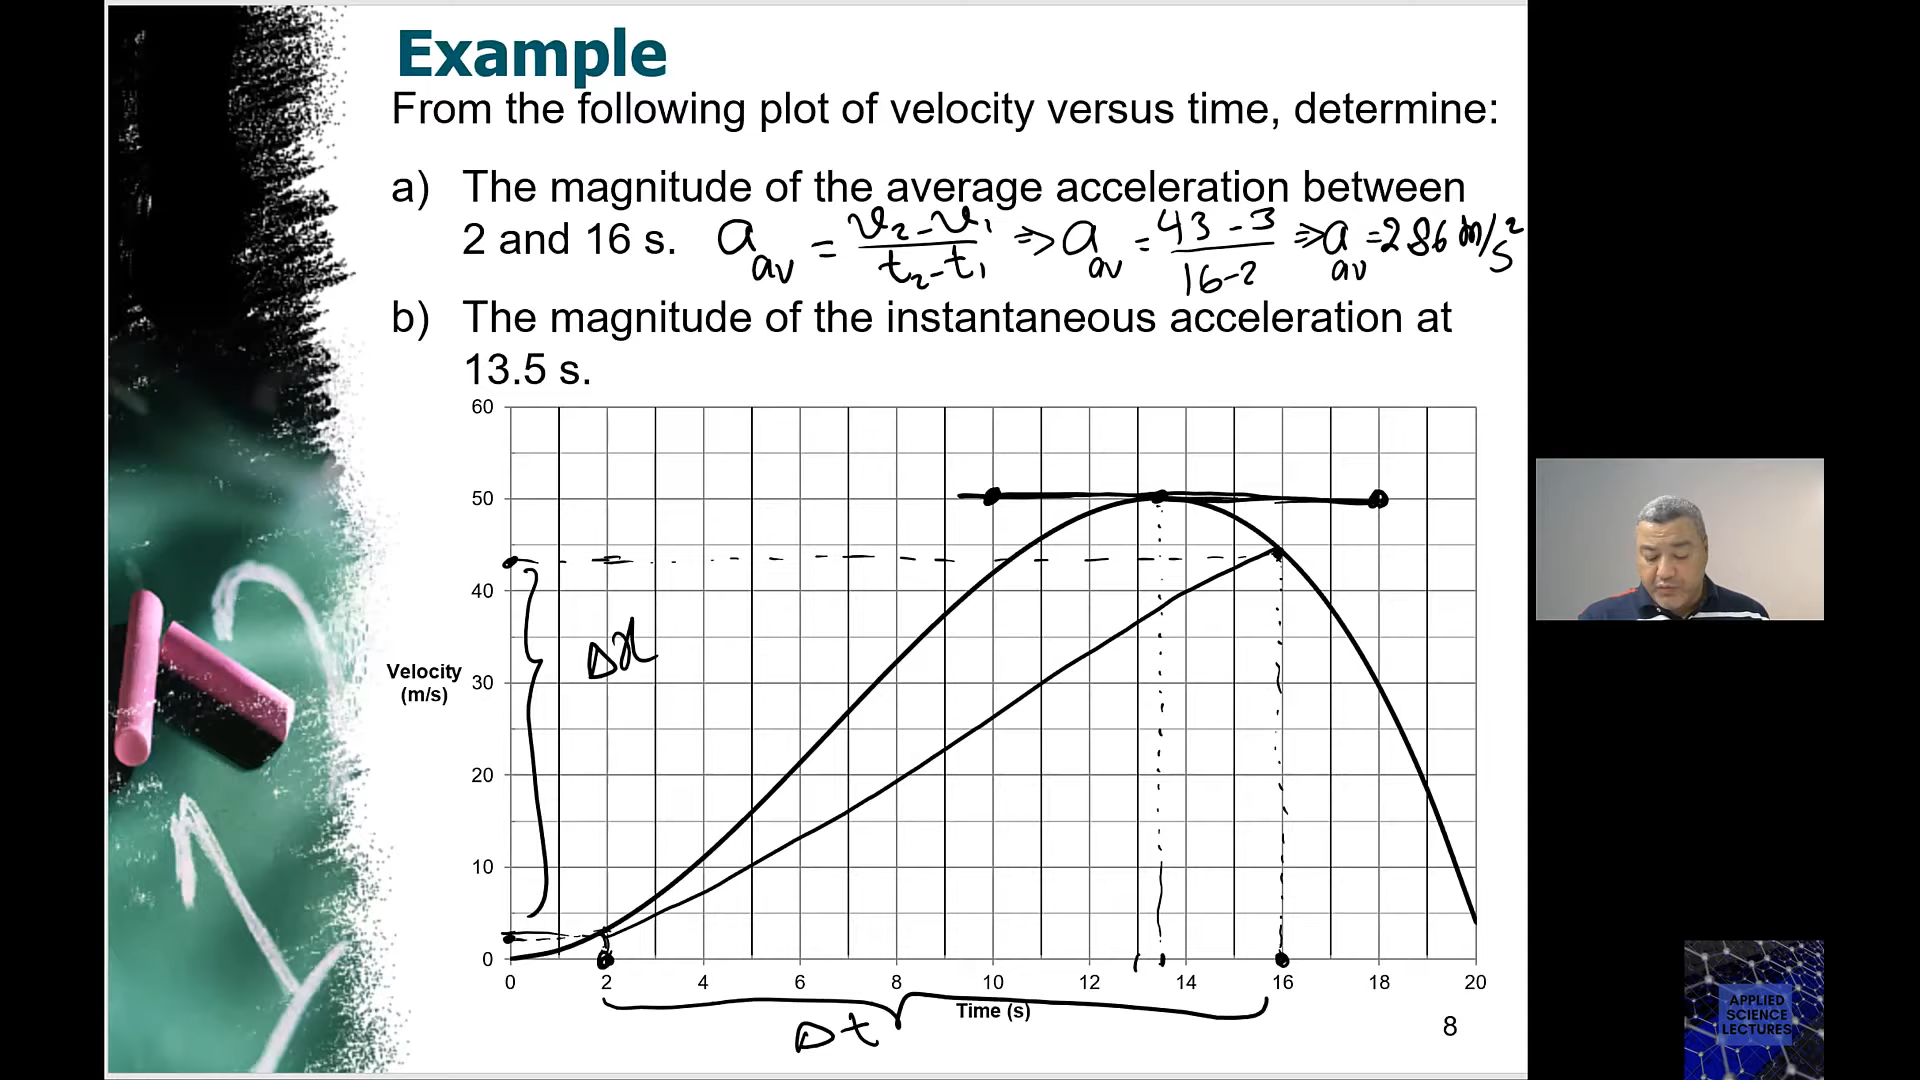 Example
From the following plot of velocity versus time, determine:
a) The magnitude of the average acceleration between
2 and 16 s. a_av = (v₂-v₁)/(t₂-t₁) ⇒ a_av = (43-3)/(16-2) ⇒ a_av = 286 m/s²
b) The magnitude of the instantaneous acceleration at
13.5 s.
60
50
40
Δx
Velocity
(m/s)
30
20
10
0
0 2 4 6 8 10 12 14 16 18 20
Time (s)
Δt
8
APPLIED
SCIENCE
LECTURES